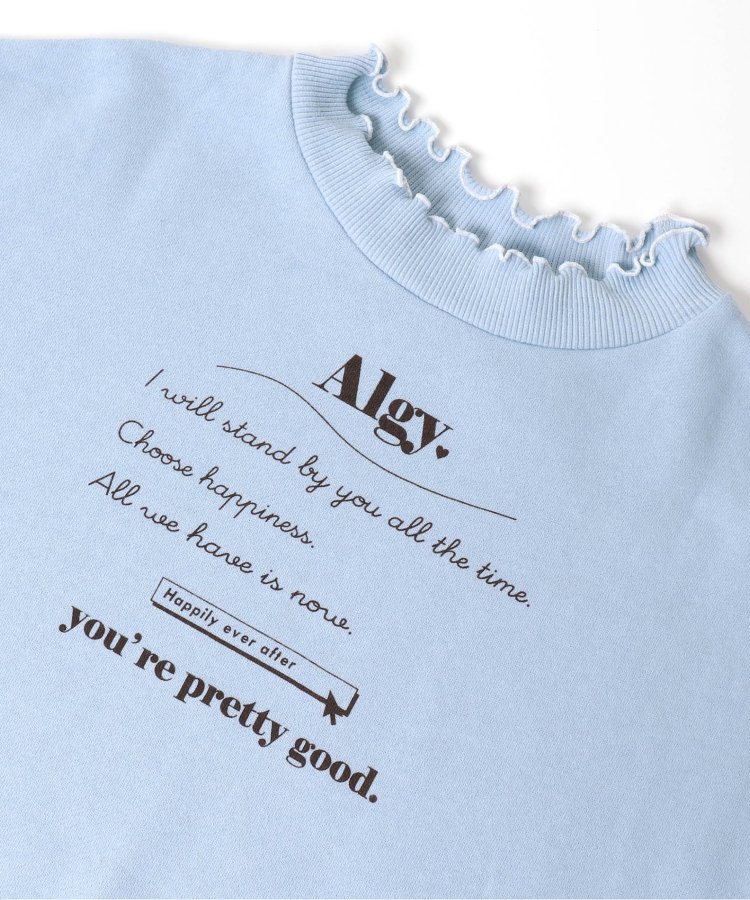 Algy.
I will stand by you all the time.
Choose happiness.
All we have is now.
Happily ever after
you're pretty good.